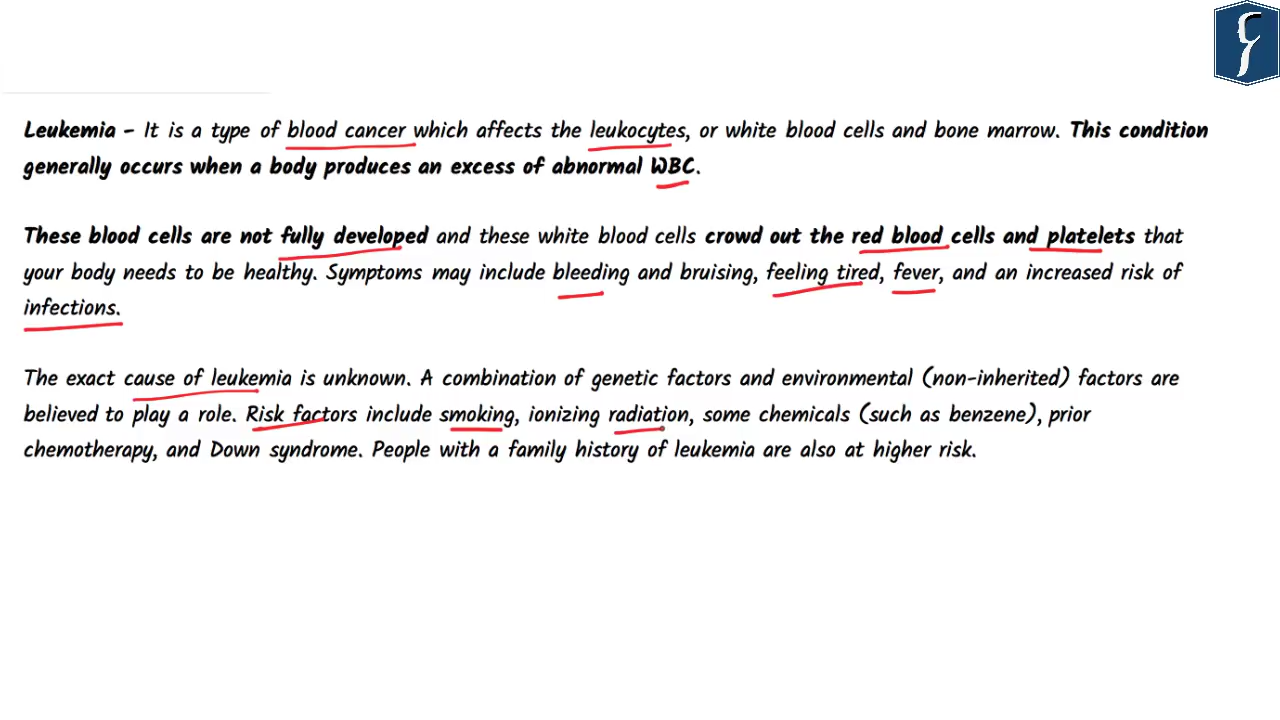 Leukemia - It is a type of blood cancer which affects the leukocytes, or white blood cells and bone marrow. This condition
generally occurs when a body produces an excess of abnormal WBC.
These blood cells are not fully developed and these white blood cells crowd out the red blood cells and platelets that
your body needs to be healthy. Symptoms may include bleeding and bruising, feeling tired, fever, and an increased risk of
infections.
The exact cause of leukemia is unknown. A combination of genetic factors and environmental (non-inherited) factors are
believed to play a role. Risk factors include smoking, ionizing radiation, some chemicals (such as benzene), prior
chemotherapy, and Down syndrome. People with a family history of leukemia are also at higher risk.